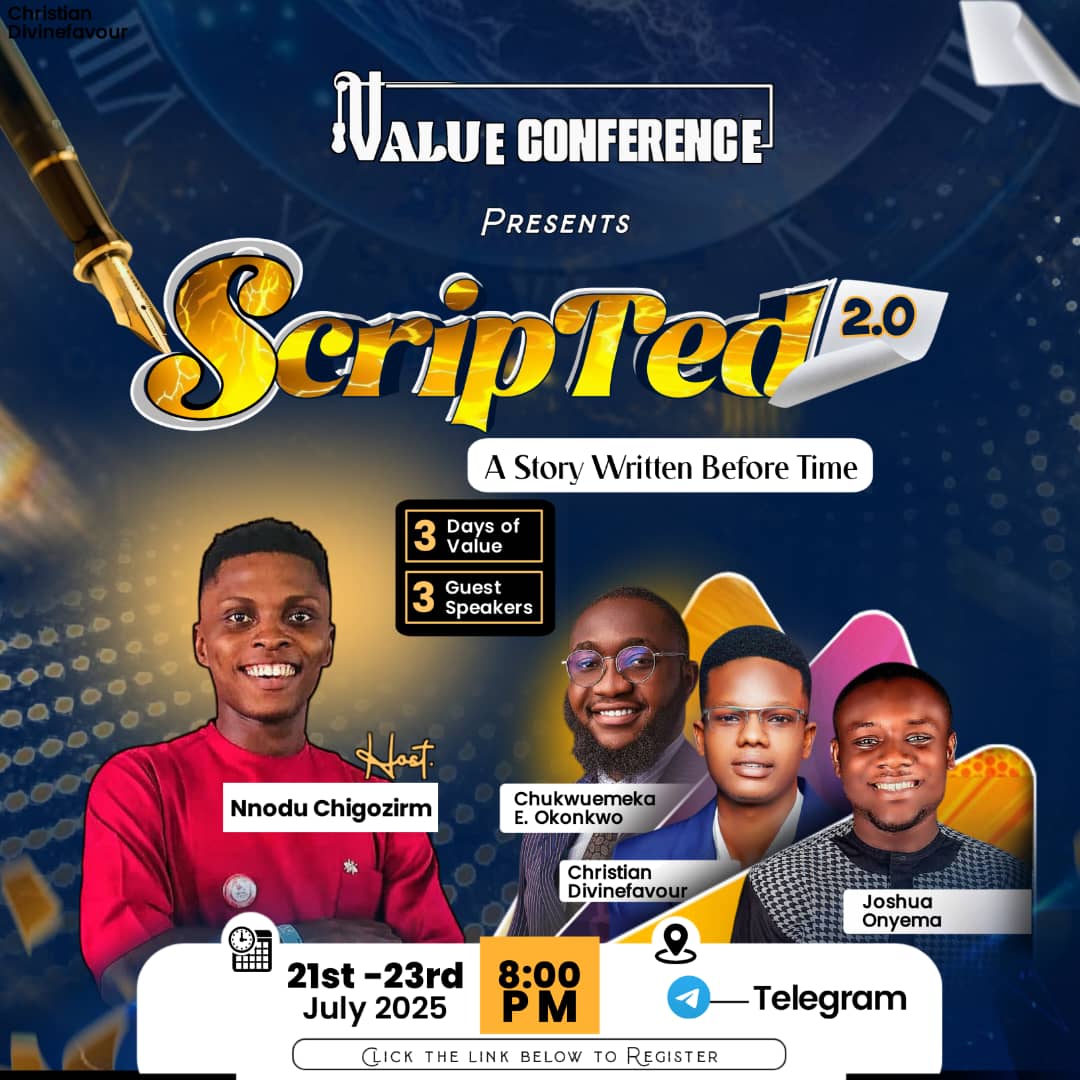 Christian
Divinefavour
VALUE CONFERENCE
PRESENTS
ScripTed
2.0
A Story Written Before Time
3 Days of
Value
3 Guest
Speakers
Host.
Nnodu Chigozirm
Chukwuemeka
E. Okonkwo
Christian
Divinefavour
Joshua
Onyema
21st -23rd
July 2025
8:00
PM
Telegram
CLICK THE LINK BELOW TO REGISTER